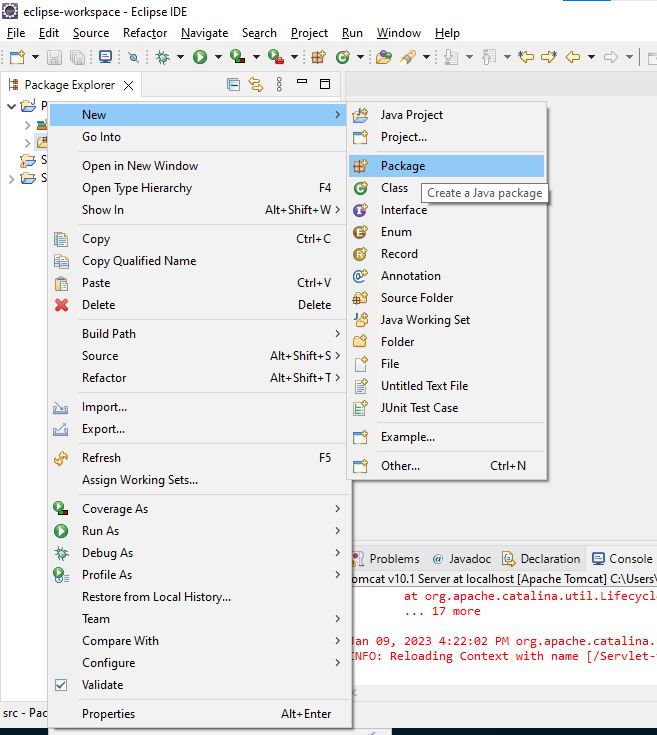 eclipse-workspace - Eclipse IDE
File Edit Source Refactor Navigate Search Project Run Window Help
Package Explorer
P
S
S
New
Go Into
Open in New Window
Open Type Hierarchy F4
Show In Alt+Shift+W
Copy Ctrl+C
Copy Qualified Name
Paste Ctrl+V
Delete Delete
Build Path
Source Alt+Shift+S
Refactor Alt+Shift+T
Import...
Export...
Refresh F5
Assign Working Sets...
Coverage As
Run As
Debug As
Profile As
Restore from Local History...
Team
Compare With
Configure
Validate
Properties Alt+Enter
Java Project
Project...
Package
Class
Create a Java package
Interface
Enum
Record
Annotation
Source Folder
Java Working Set
Folder
File
Untitled Text File
JUnit Test Case
Example...
Other... Ctrl+N
Problems @ Javadoc Declaration Console
omcat v10.1 Server at localhost [Apache Tomcat] C:\Users\
at org.apache.catalina.util.Lifecycl
... 17 more
Jan 09, 2023 4:22:02 PM org.apache.catalina.
INFO: Reloading Context with name [/Servlet-
src - Pac